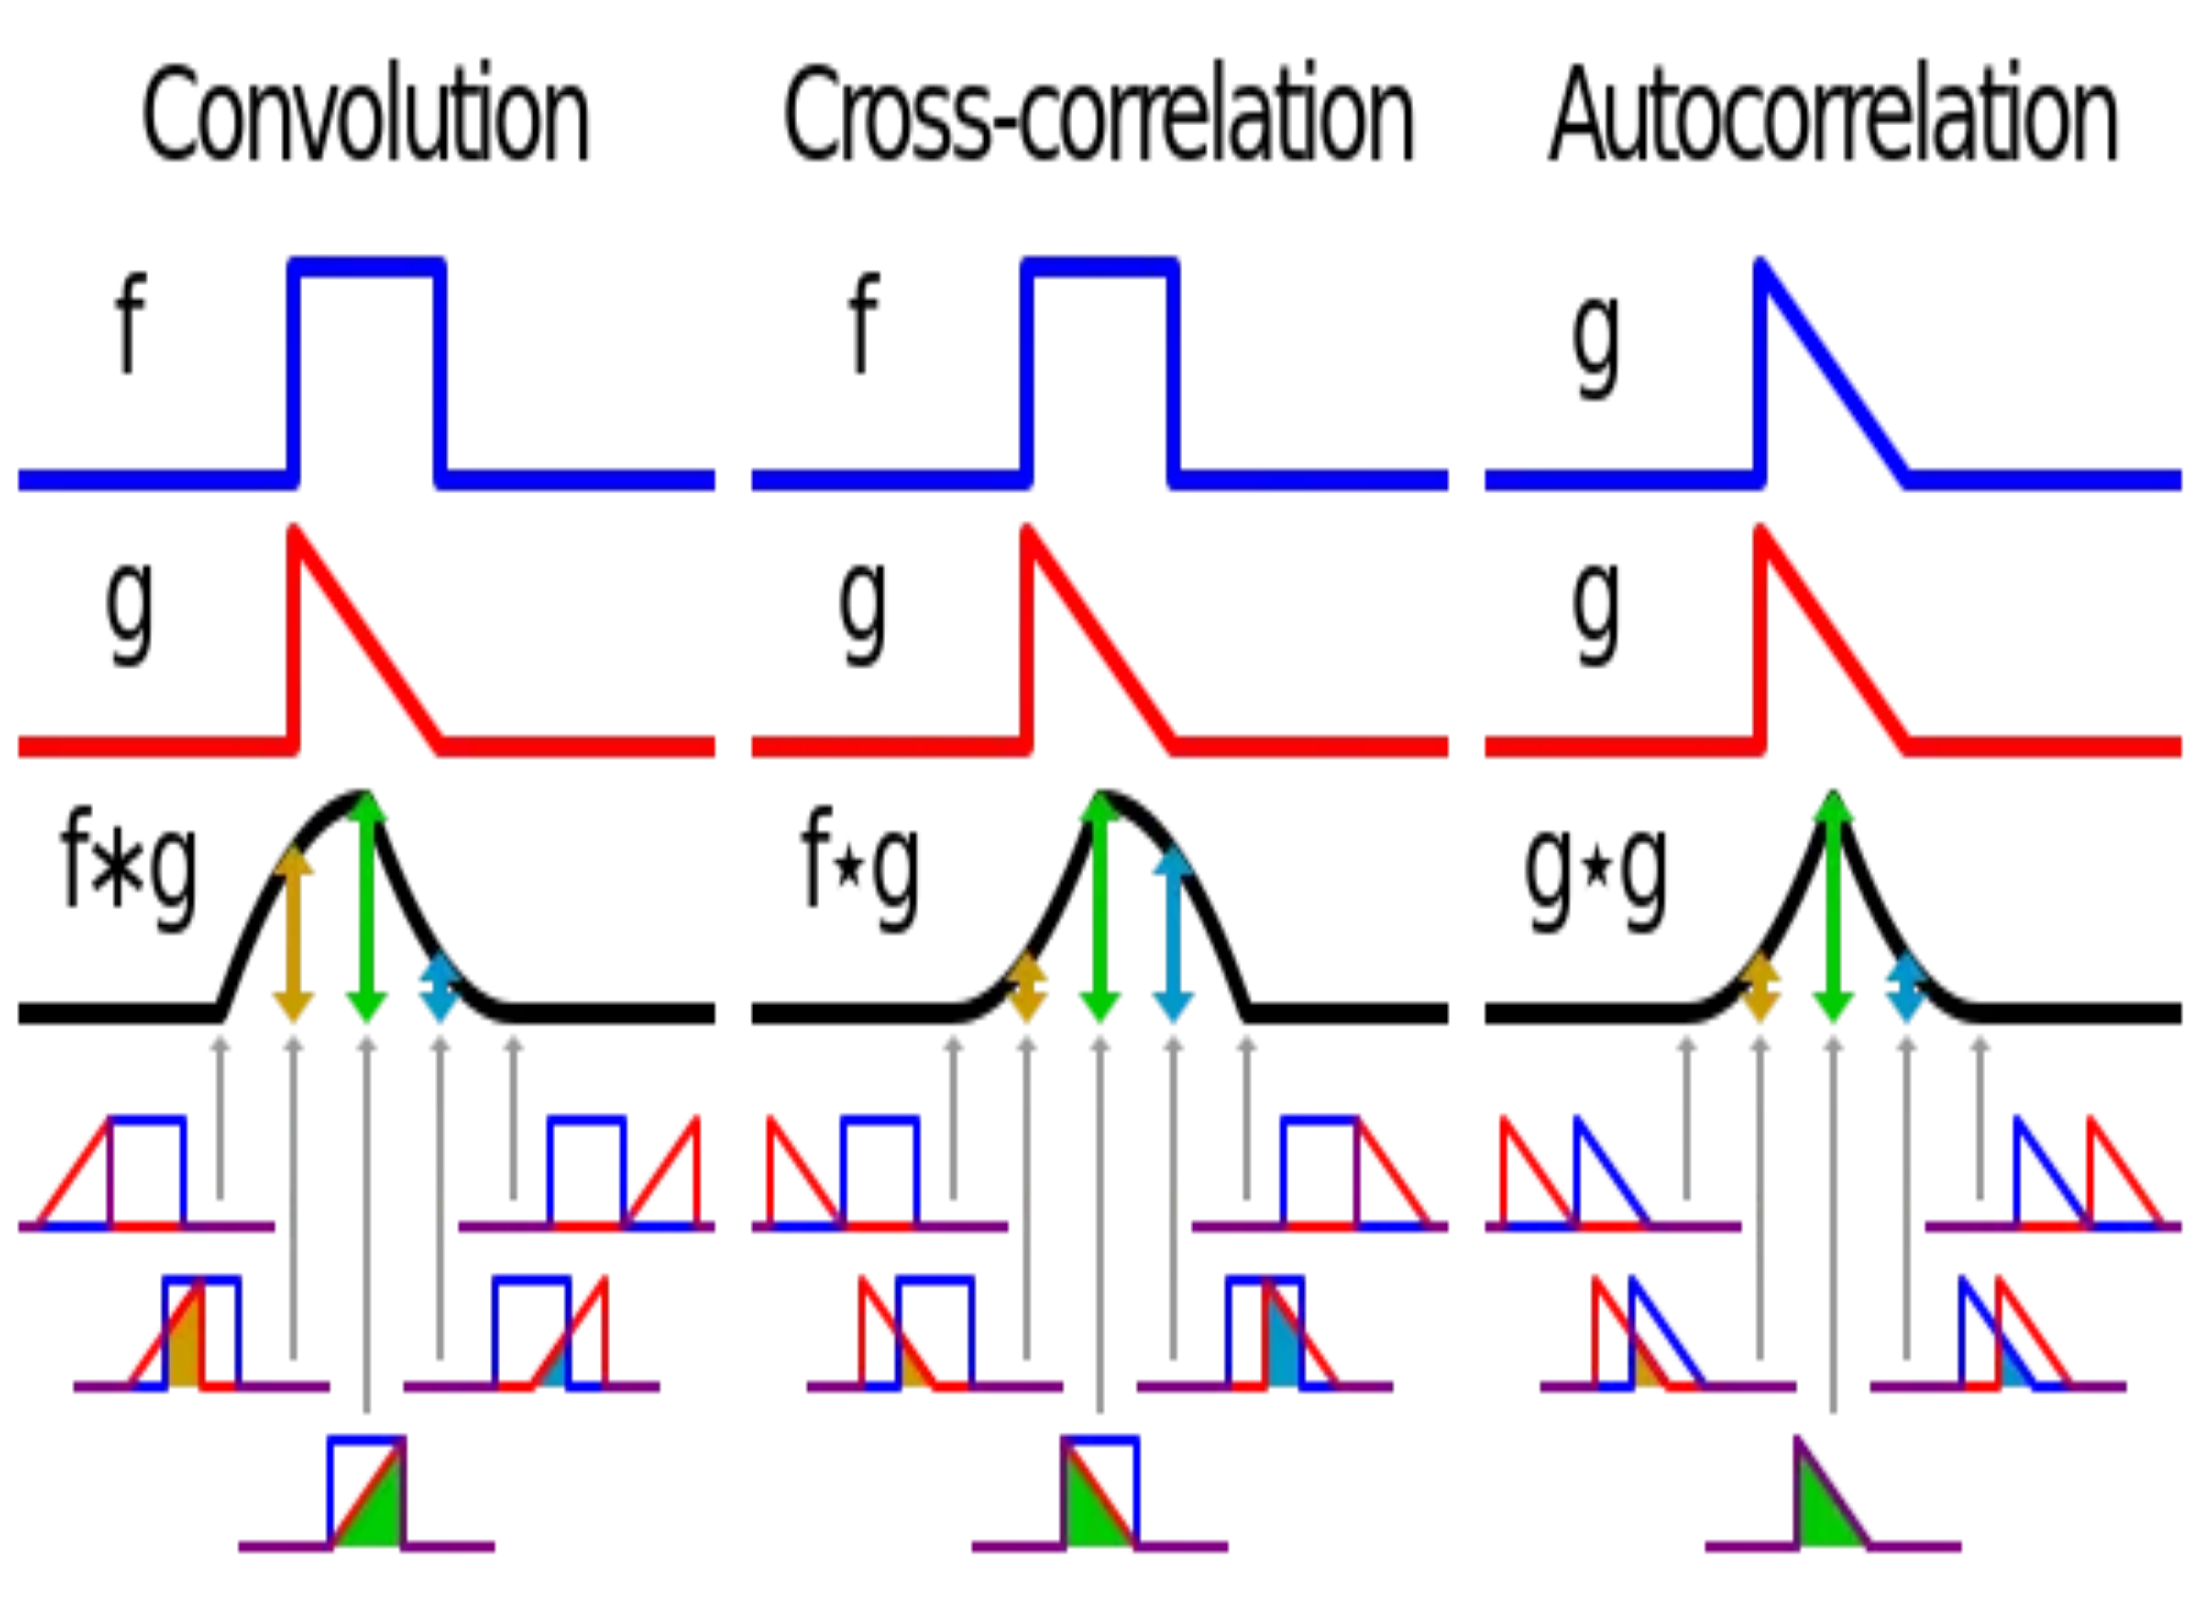 Convolution Cross-correlation Autocorrelation
f f g
g g g
f∗g f⋆g g⋆g